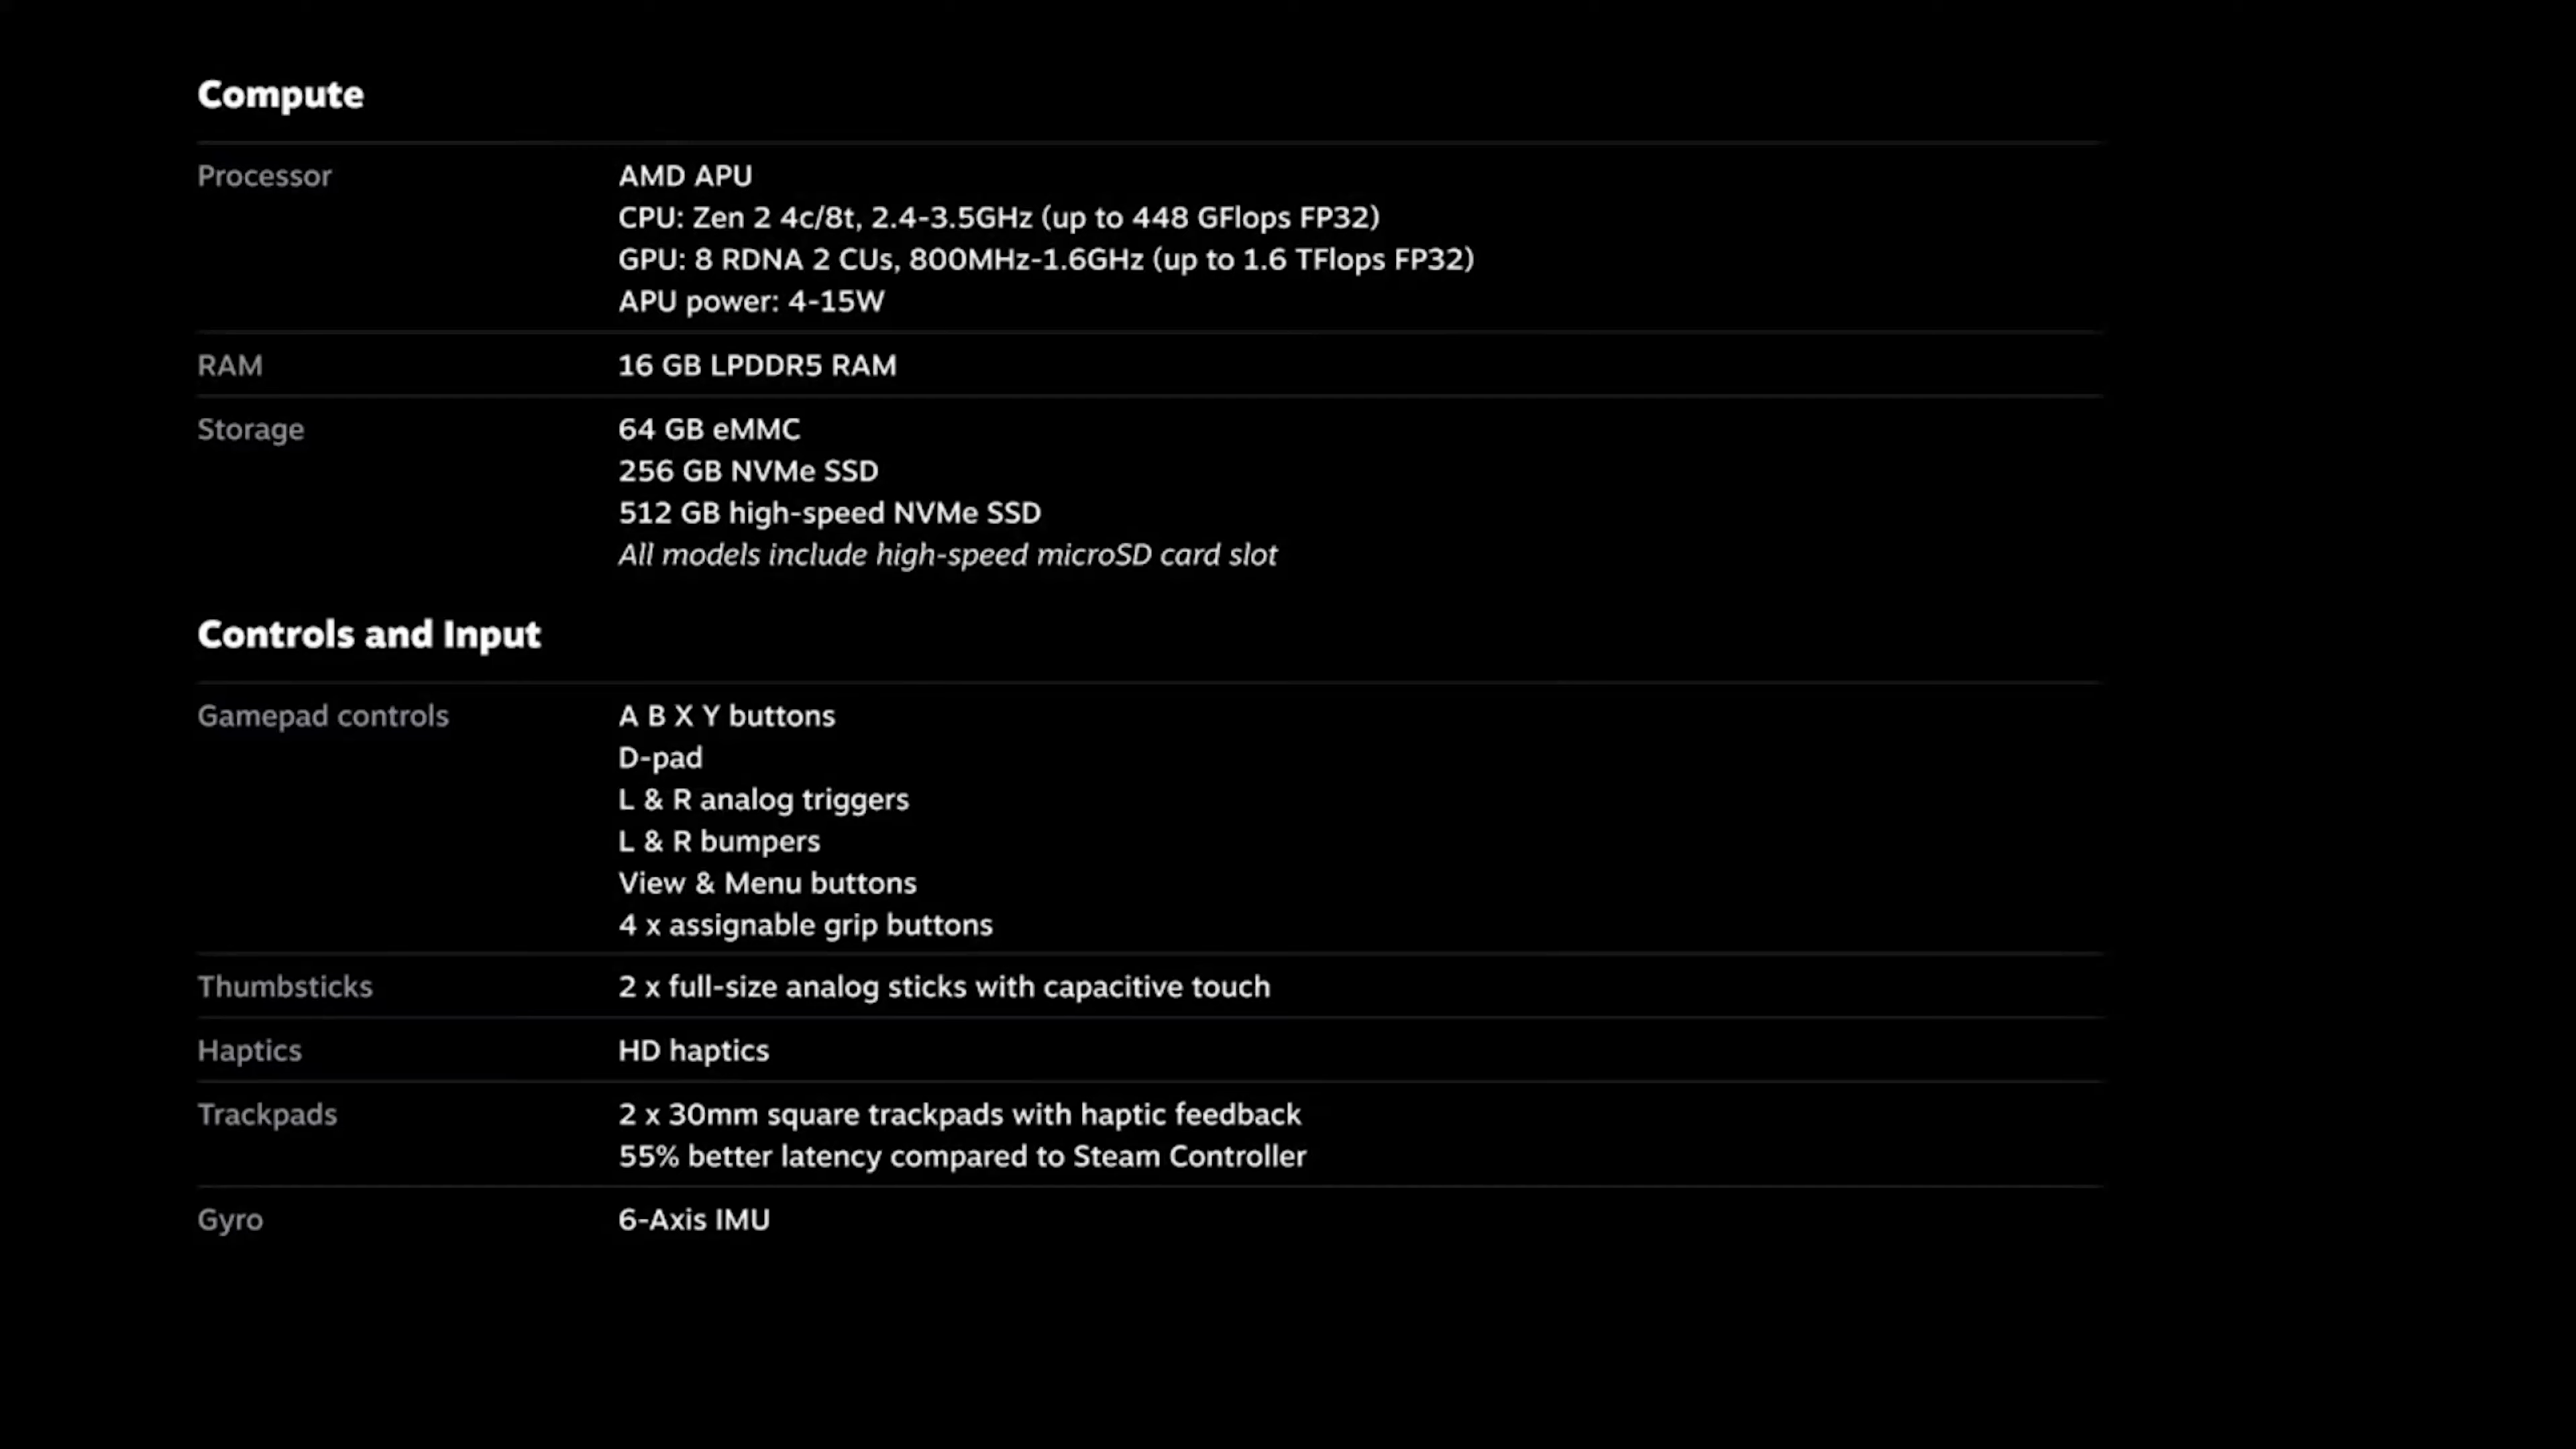 Compute
Processor
AMD APU
CPU: Zen 2 4c/8t, 2.4-3.5GHz (up to 448 GFlops FP32)
GPU: 8 RDNA 2 CUs, 800MHz-1.6GHz (up to 1.6 TFlops FP32)
APU power: 4-15W
RAM
16 GB LPDDR5 RAM
Storage
64 GB eMMC
256 GB NVMe SSD
512 GB high-speed NVMe SSD
All models include high-speed microSD card slot
Controls and Input
Gamepad controls
A B X Y buttons
D-pad
L & R analog triggers
L & R bumpers
View & Menu buttons
4 x assignable grip buttons
Thumbsticks
2 x full-size analog sticks with capacitive touch
Haptics
HD haptics
Trackpads
2 x 30mm square trackpads with haptic feedback
55% better latency compared to Steam Controller
Gyro
6-Axis IMU